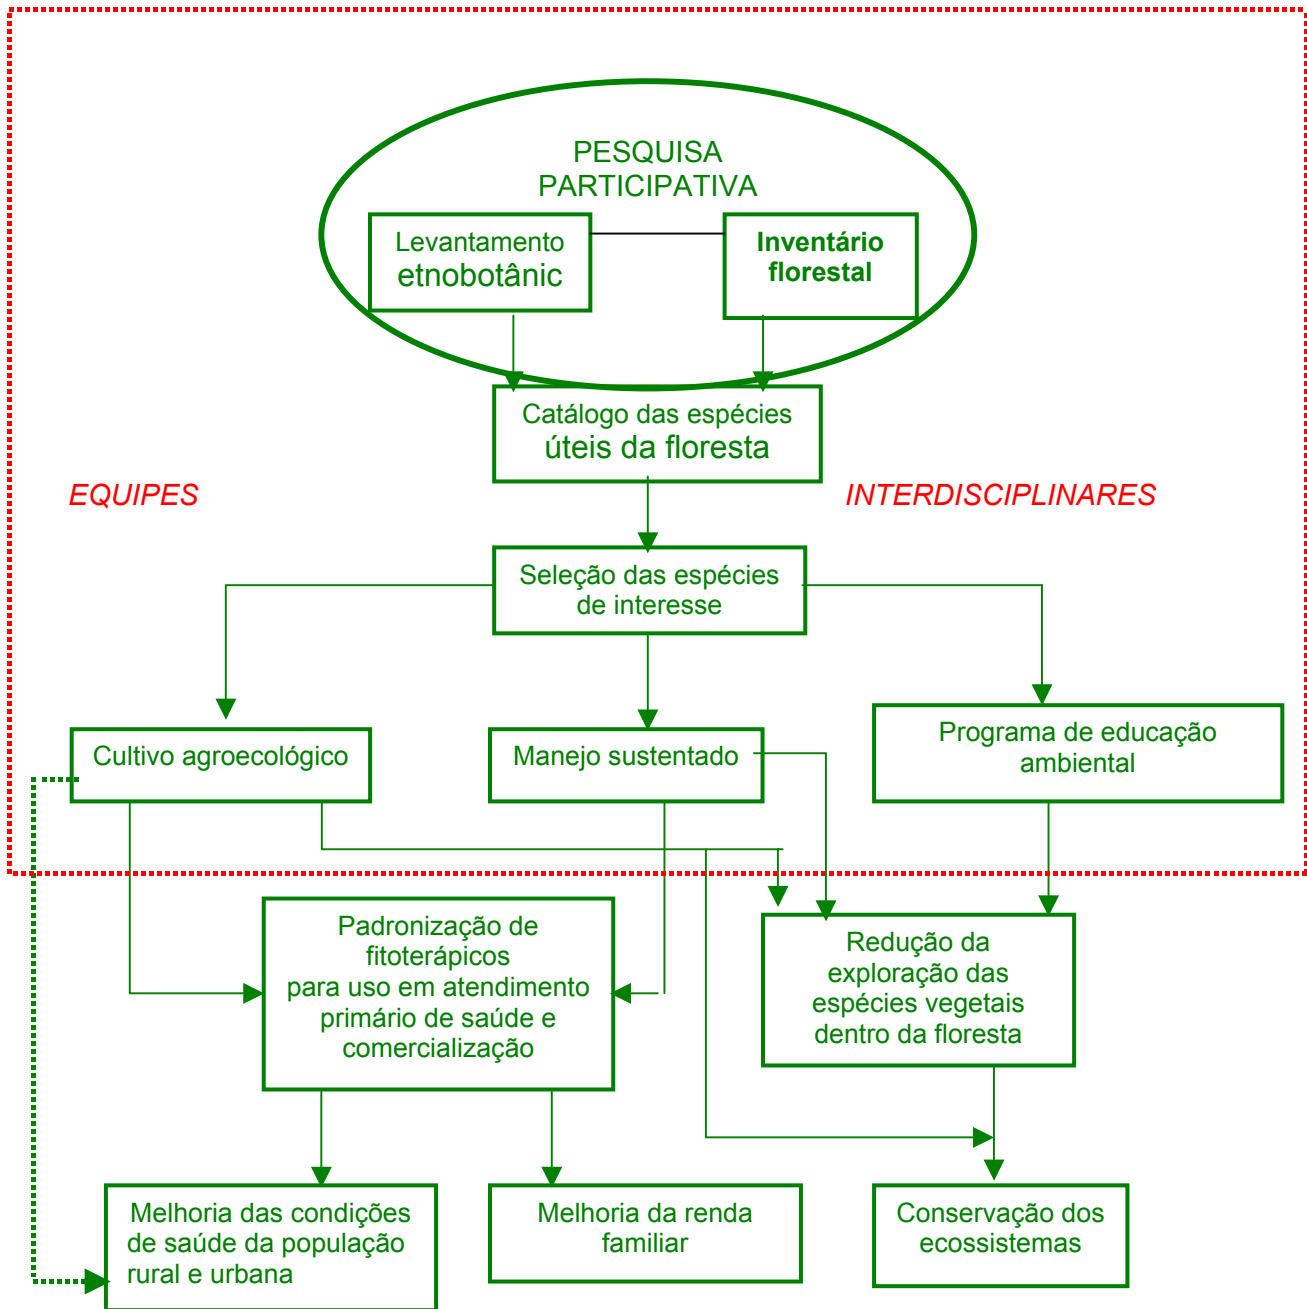 PESQUISA
PARTICIPATIVA
Levantamento
etnobotânic
Inventário
florestal
Catálogo das espécies
úteis da floresta
EQUIPES
INTERDISCIPLINARES
Seleção das espécies
de interesse
Cultivo agroecológico
Manejo sustentado
Programa de educação
ambiental
Padronização de
fitoterápicos
para uso em atendimento
primário de saúde e
comercialização
Redução da
exploração das
espécies vegetais
dentro da floresta
Melhoria das condições
de saúde da população
rural e urbana
Melhoria da renda
familiar
Conservação dos
ecossistemas